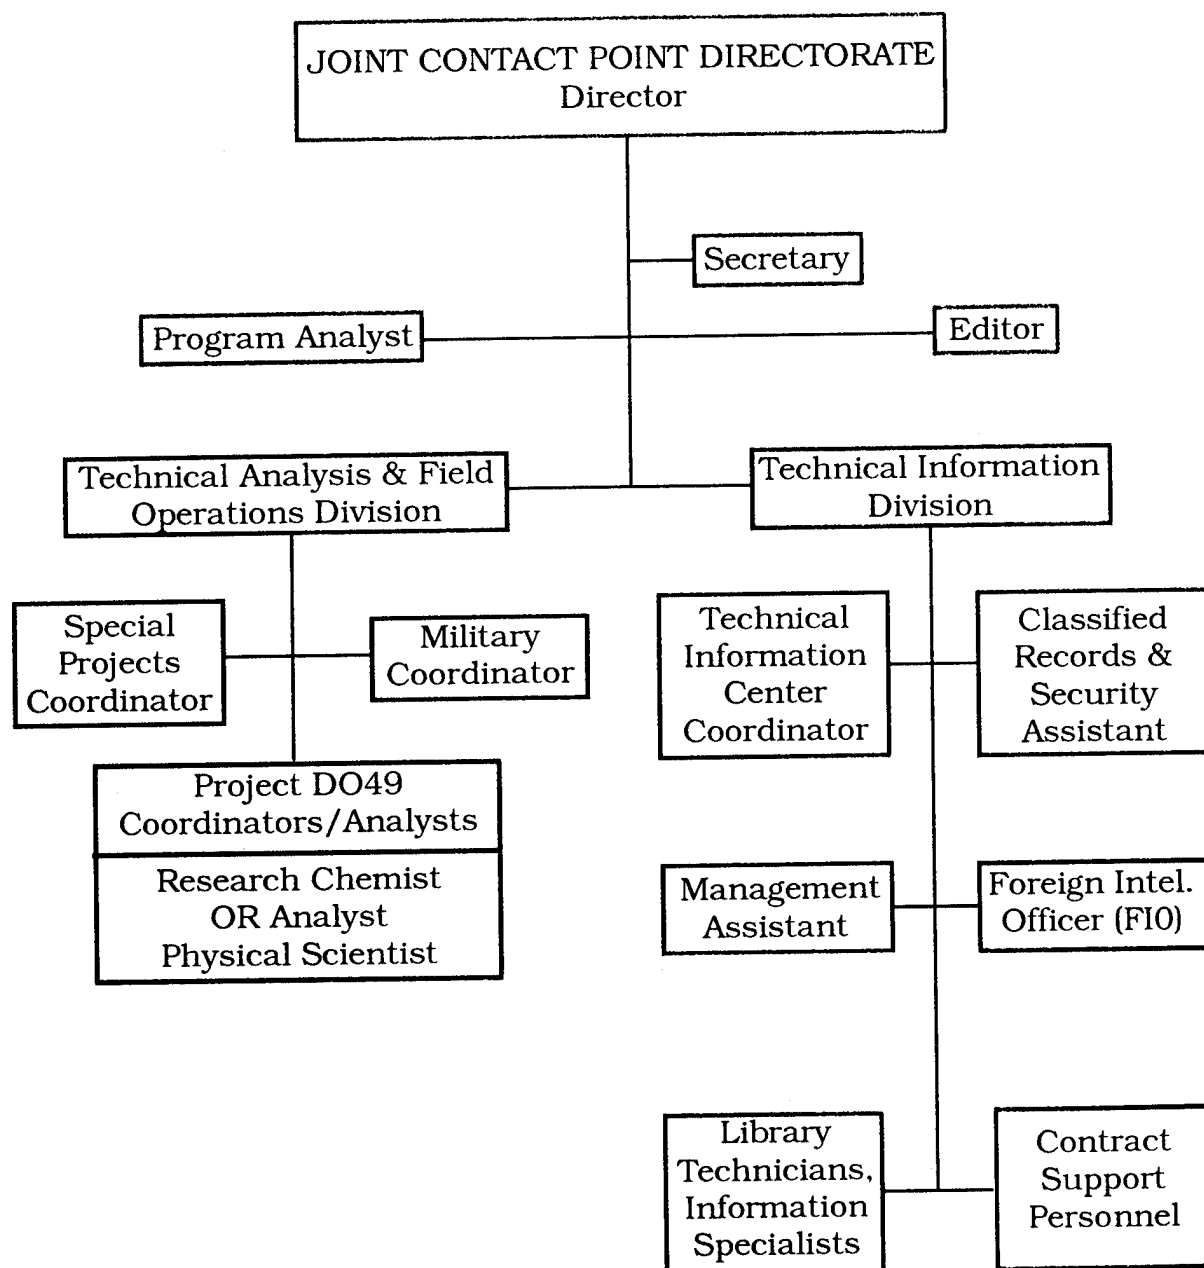 JOINT CONTACT POINT DIRECTORATE
Director
Secretary
Program Analyst
Editor
Technical Analysis & Field
Operations Division
Technical Information
Division
Special
Projects
Coordinator
Military
Coordinator
Technical
Information
Center
Coordinator
Classified
Records &
Security
Assistant
Project DO49
Coordinators/Analysts
Research Chemist
OR Analyst
Physical Scientist
Management
Assistant
Foreign Intel.
Officer (FIO)
Library
Technicians,
Information
Specialists
Contract
Support
Personnel